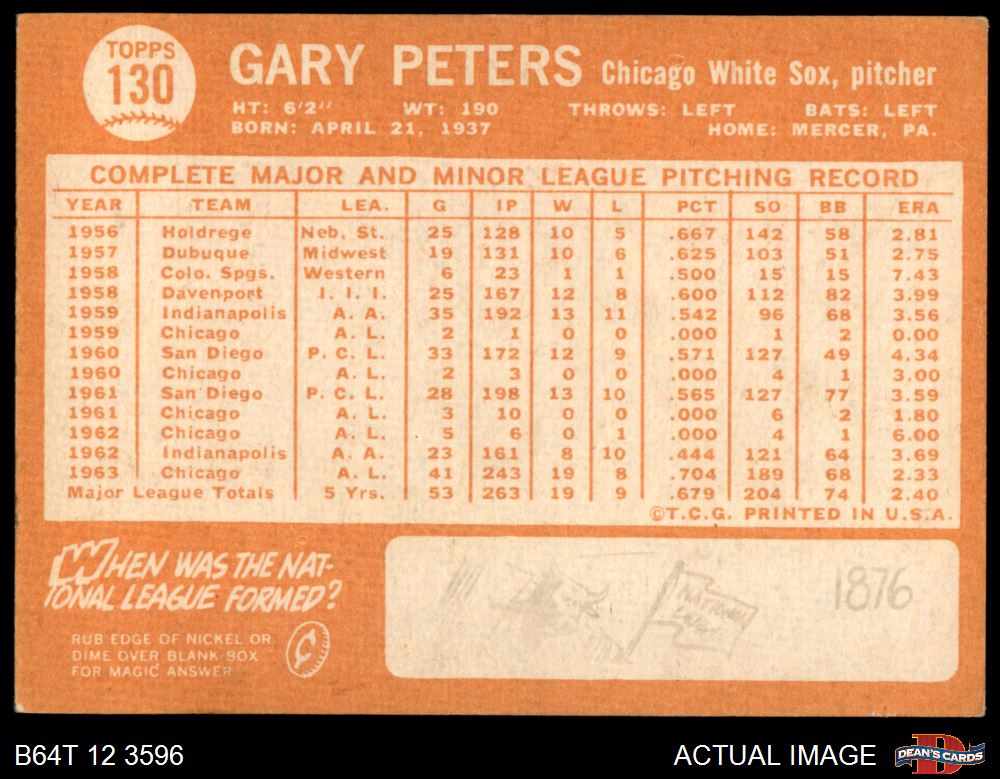 TOPPS
130
GARY PETERS Chicago White Sox, pitcher
HT: 6'2" WT: 190 THROWS: LEFT BATS: LEFT
BORN: APRIL 21, 1937 HOME: MERCER, PA.
COMPLETE MAJOR AND MINOR LEAGUE PITCHING RECORD
YEAR TEAM LEA. G IP W L PCT SO BB ERA
1956 Holdrege Neb. St. 25 128 10 5 .667 142 58 2.81
1957 Dubuque Midwest 19 131 10 6 .625 103 51 2.75
1958 Colo. Spgs. Western 6 23 1 1 .500 15 15 7.43
1958 Davenport I. I. I. 25 167 12 8 .600 112 82 3.99
1959 Indianapolis A. A. 35 192 13 11 .542 96 68 3.56
1959 Chicago A. L. 2 1 0 0 .000 1 2 0.00
1960 San Diego P. C. L. 33 172 12 9 .571 127 49 4.34
1960 Chicago A. L. 2 3 0 0 .000 4 1 3.00
1961 San Diego P. C. L. 28 198 13 10 .565 127 77 3.59
1961 Chicago A. L. 3 10 0 0 .000 6 2 1.80
1962 Chicago A. L. 5 6 0 1 .000 4 1 6.00
1962 Indianapolis A. A. 23 161 8 10 .444 121 64 3.69
1963 Chicago A. L. 41 243 19 8 .704 189 68 2.33
Major League Totals 5 Yrs. 53 263 19 9 .679 204 74 2.40
©T.C.G. PRINTED IN U.S.A.
WHEN WAS THE NAT-
IONAL LEAGUE FORMED?
RUB EDGE OF NICKEL OR
DIME OVER BLANK BOX
FOR MAGIC ANSWER
NATIONAL
1876
B64T 12 3596 ACTUAL IMAGE
DEAN'S CARDS